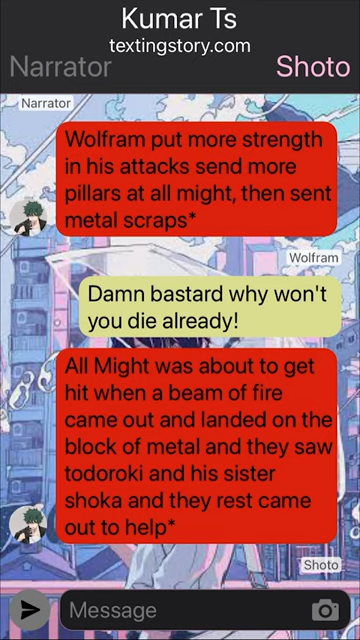 Kumar Ts
textingstory.com
Narrator
Shoto
Narrator
Wolfram put more strength
in his attacks send more
pillars at all might, then sent
metal scraps*
Wolfram
Damn bastard why won't
you die already!
All Might was about to get
hit when a beam of fire
came out and landed on the
block of metal and they saw
todoroki and his sister
shoka and they rest came
out to help*
Shoto
Message